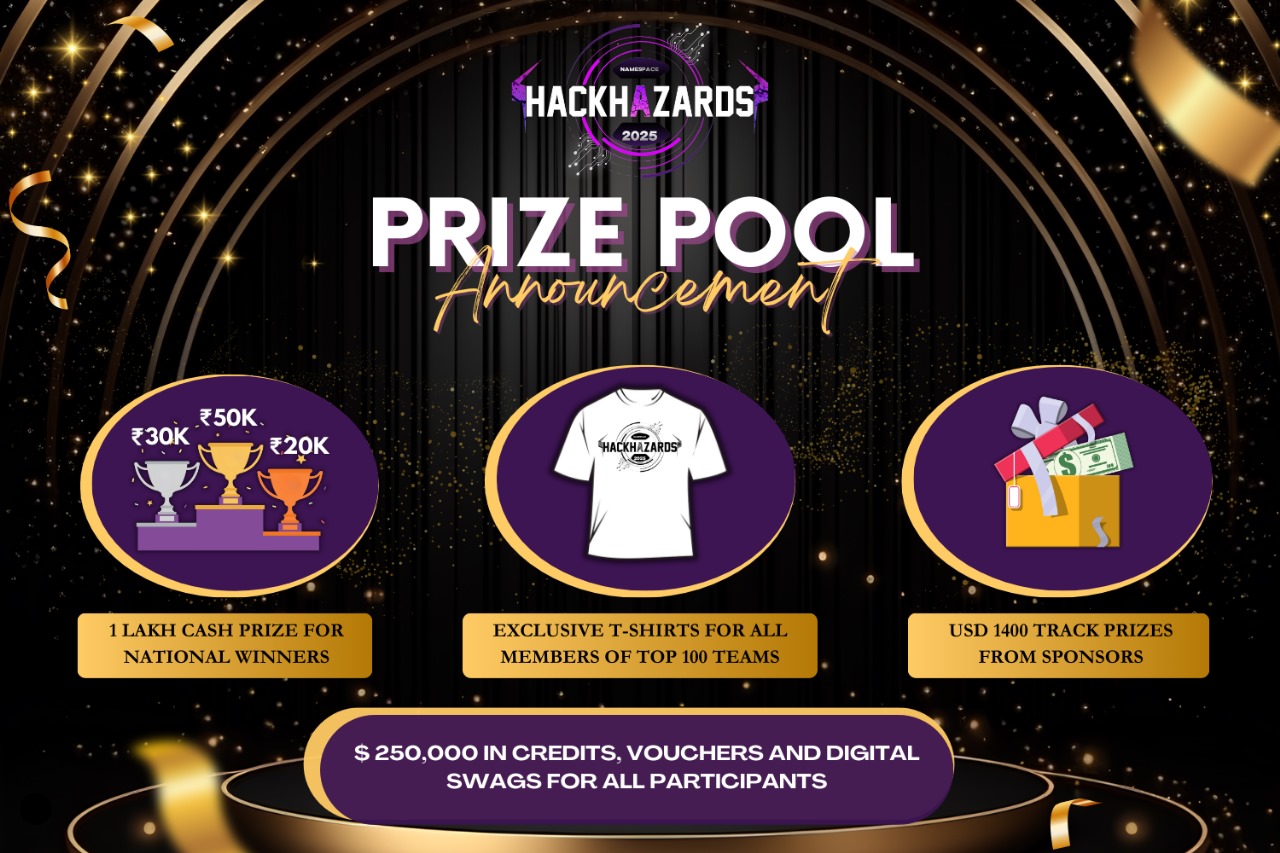 NAMESPACE
HACKHAZARDS
2025
PRIZE POOL
Announcement
₹30K
₹50K
₹20K
HACKHAZARDS
2025
$
1 LAKH CASH PRIZE FOR
NATIONAL WINNERS
EXCLUSIVE T-SHIRTS FOR ALL
MEMBERS OF TOP 100 TEAMS
USD 1400 TRACK PRIZES
FROM SPONSORS
$ 250,000 IN CREDITS, VOUCHERS AND DIGITAL
SWAGS FOR ALL PARTICIPANTS